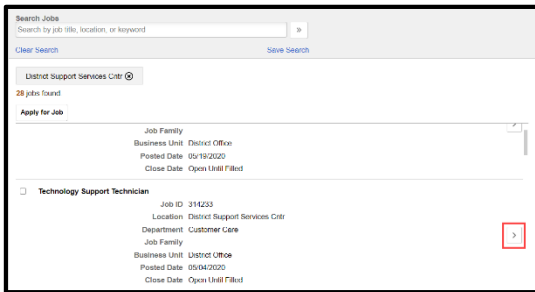 Search Jobs
Search by job title, location, or keyword
»
Clear Search Save Search
District Support Services Cntr
28 jobs found
Apply for Job
Job Family
Business Unit District Office
Posted Date 05/19/2020
Close Date Open Until Filled
Technology Support Technician
Job ID 314233
Location District Support Services Cntr
Department Customer Care
>
Job Family
Business Unit District Office
Posted Date 05/04/2020
Close Date Open Until Filled